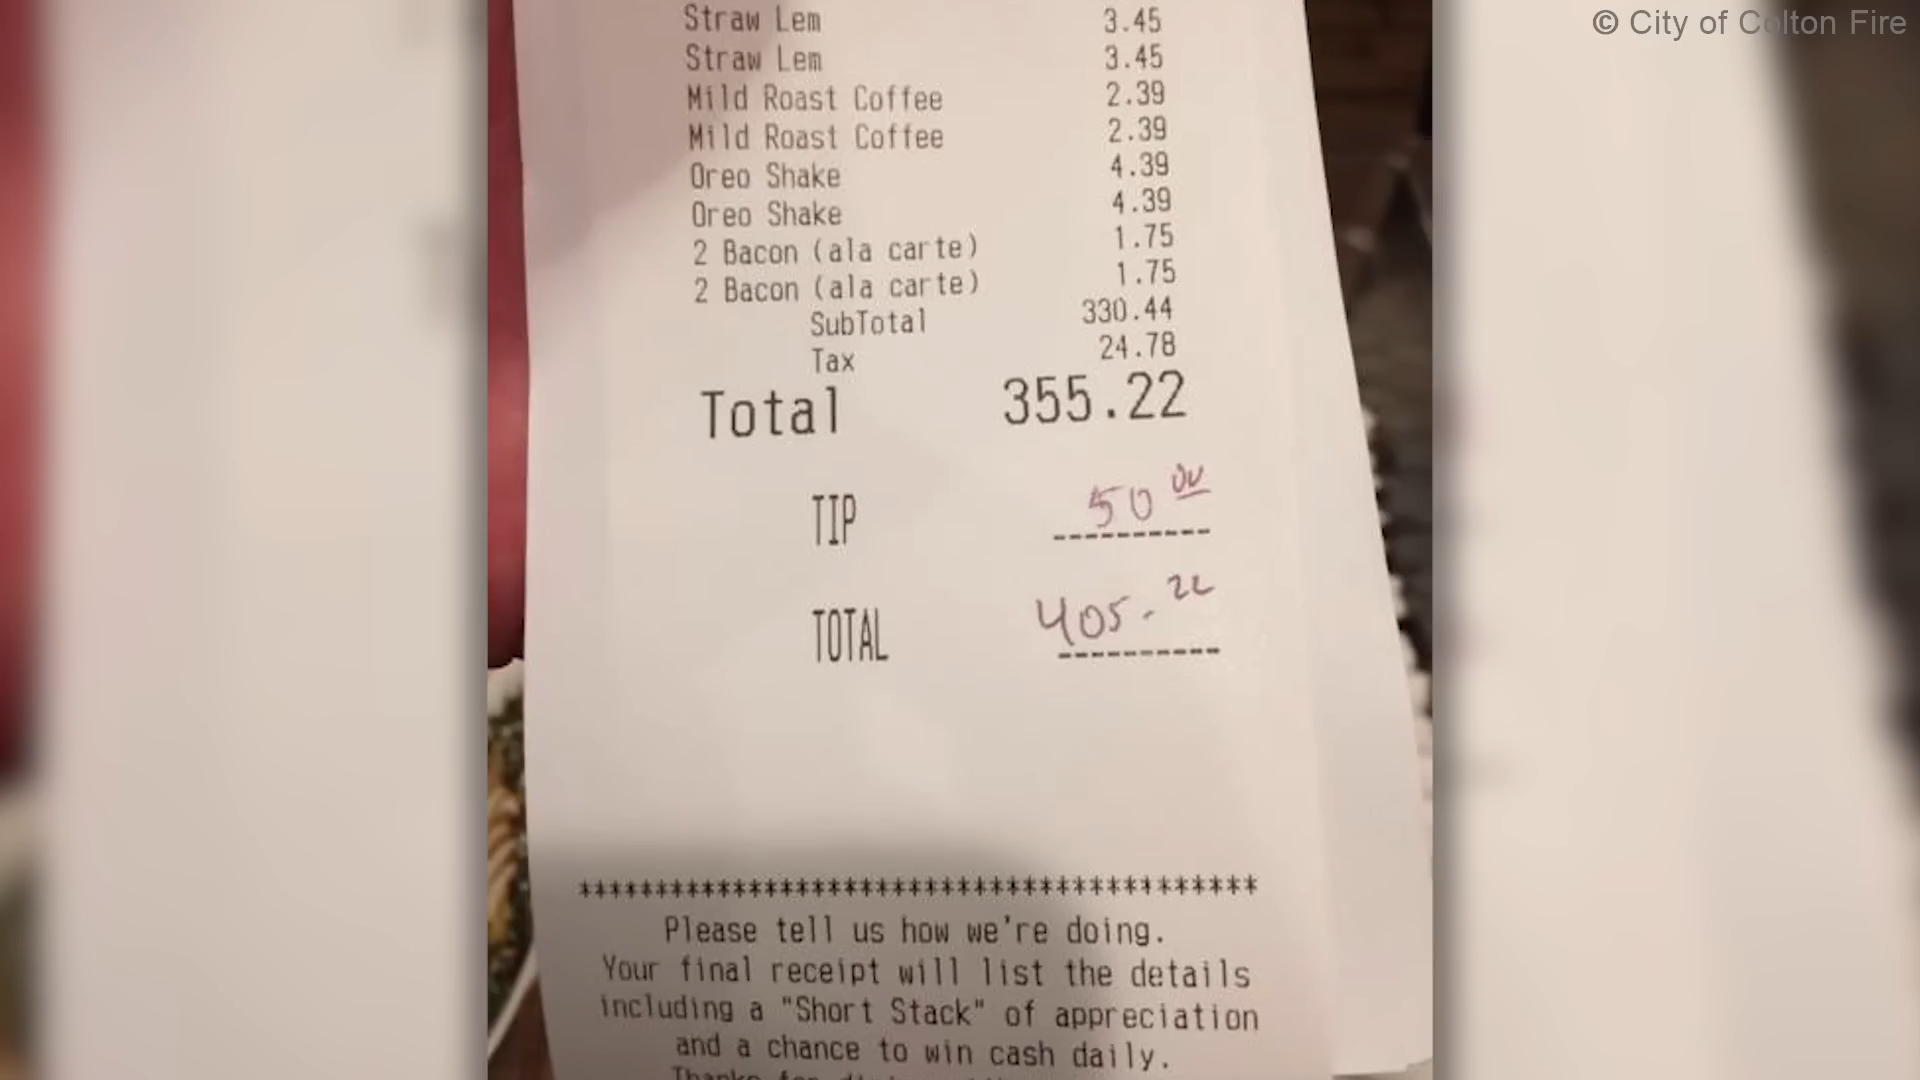 © City of Colton Fire
Straw Lem 3.45
Straw Lem 3.45
Mild Roast Coffee 2.39
Mild Roast Coffee 2.39
Oreo Shake 4.39
Oreo Shake 4.39
2 Bacon (ala carte) 1.75
2 Bacon (ala carte) 1.75
SubTotal 330.44
Tax 24.78
Total 355.22
TIP 50 00
TOTAL 405.22
********************************************
Please tell us how we're doing.
Your final receipt will list the details
including a "Short Stack" of appreciation
and a chance to win cash daily.
Thanks for